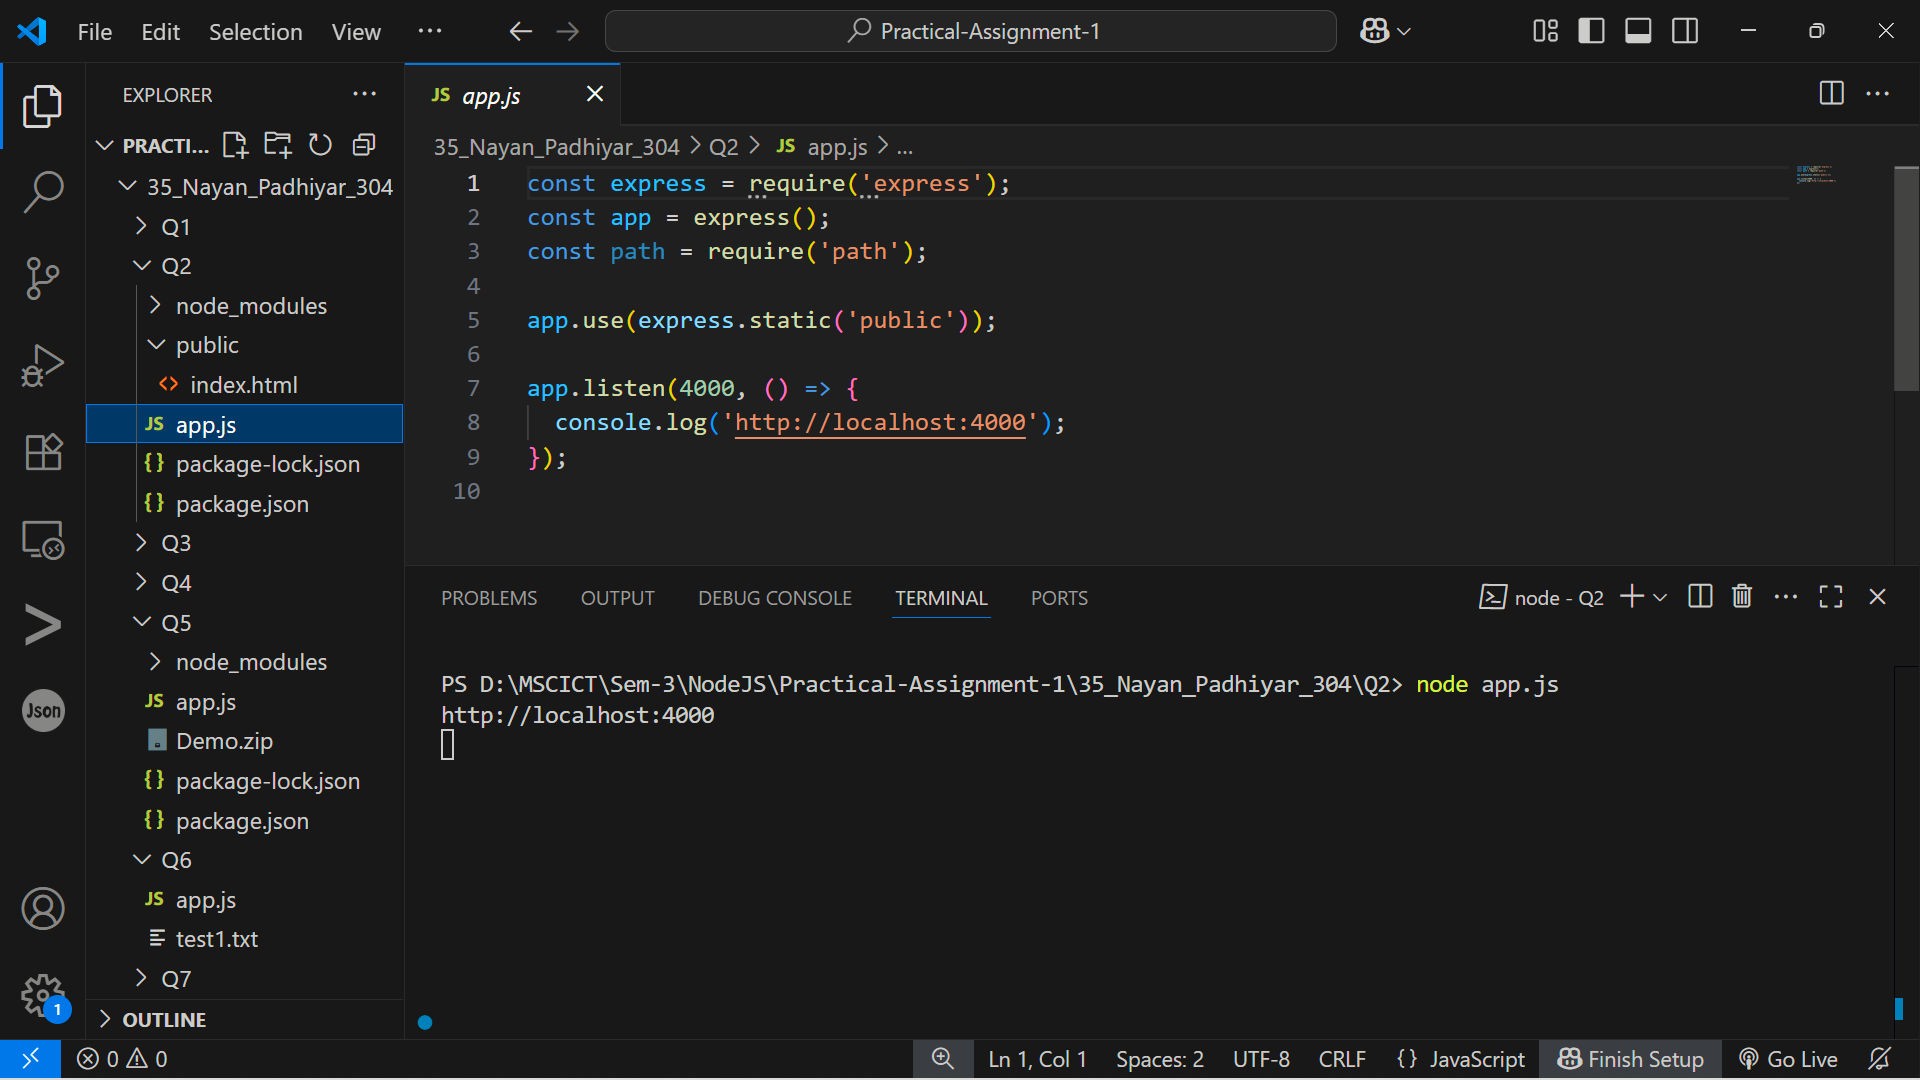 File Edit Selection View ··· Practical-Assignment-1
EXPLORER
PRACTI...
35_Nayan_Padhiyar_304
Q1
Q2
node_modules
public
<> index.html
JS app.js
{} package-lock.json
{} package.json
Q3
Q4
Q5
node_modules
JS app.js
Demo.zip
{} package-lock.json
{} package.json
Q6
JS app.js
test1.txt
Q7
OUTLINE
JS app.js
35_Nayan_Padhiyar_304 > Q2 > JS app.js > ...
1 const express = require('express');
2 const app = express();
3 const path = require('path');
4
5 app.use(express.static('public'));
6
7 app.listen(4000, () => {
8 console.log('http://localhost:4000');
9 });
10
PROBLEMS OUTPUT DEBUG CONSOLE TERMINAL PORTS node - Q2
PS D:\MSCICT\Sem-3\NodeJS\Practical-Assignment-1\35_Nayan_Padhiyar_304\Q2> node app.js
http://localhost:4000
Json
1
0 0 Ln 1, Col 1 Spaces: 2 UTF-8 CRLF {} JavaScript Finish Setup Go Live